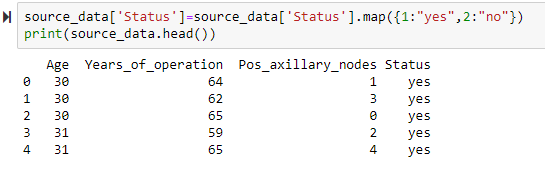 source_data['Status']=source_data['Status'].map({1:"yes",2:"no"})
print(source_data.head())
Age Years_of_operation Pos_axillary_nodes Status
0 30 64 1 yes
1 30 62 3 yes
2 30 65 0 yes
3 31 59 2 yes
4 31 65 4 yes